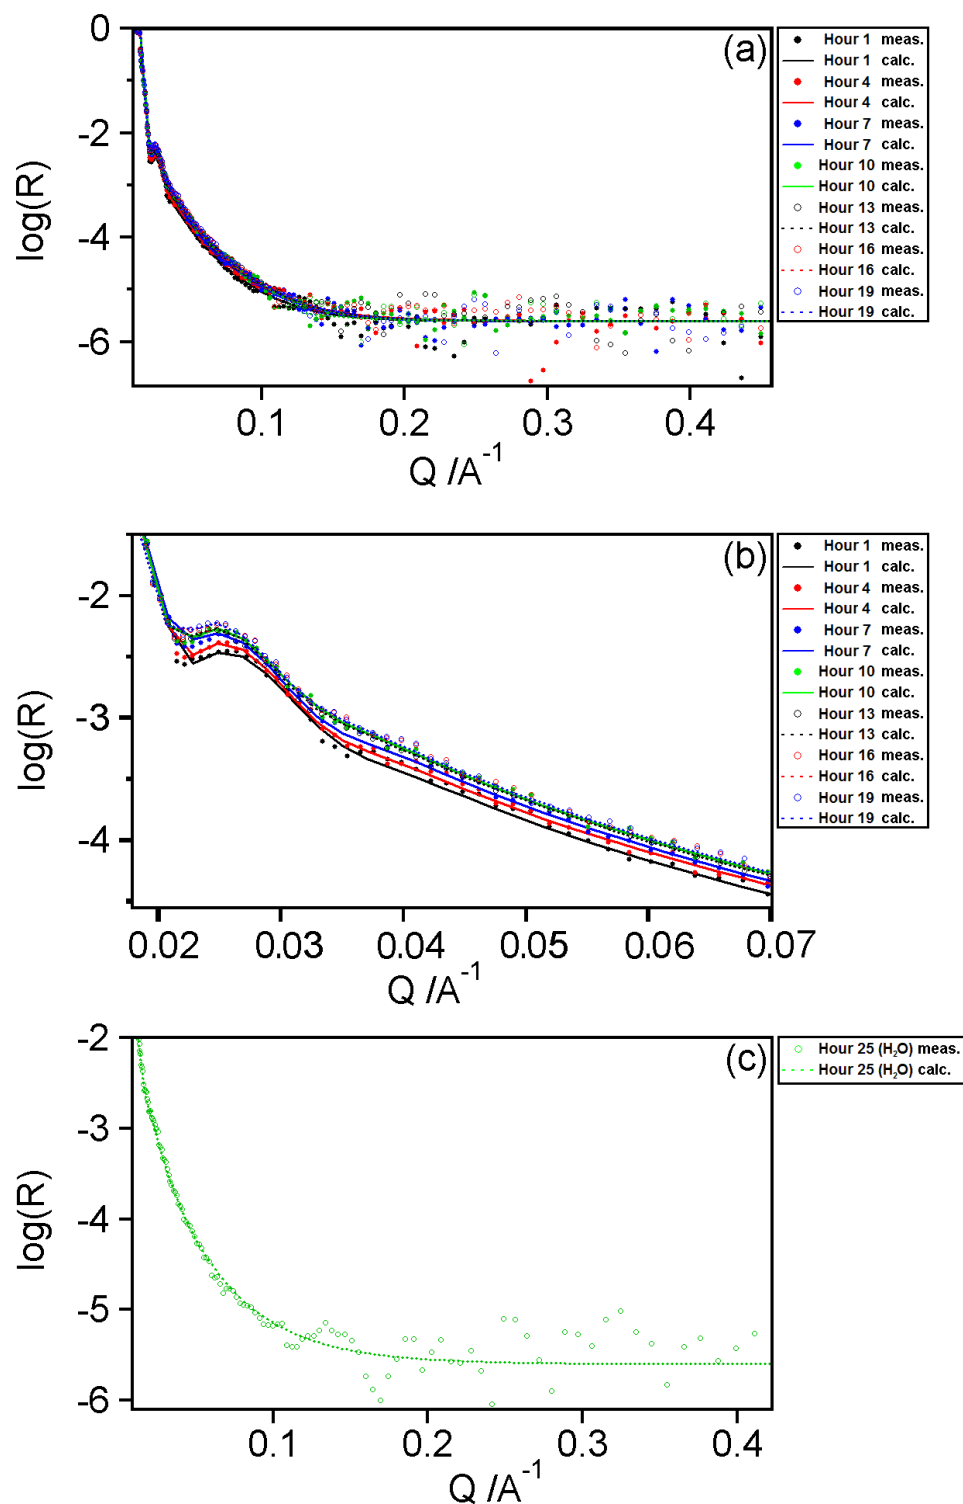 (a)
0
-2
-4
-6
log(R)
0.1 0.2 0.3 0.4
Q /A⁻¹
Hour 1 meas.
Hour 1 calc.
Hour 4 meas.
Hour 4 calc.
Hour 7 meas.
Hour 7 calc.
Hour 10 meas.
Hour 10 calc.
Hour 13 meas.
Hour 13 calc.
Hour 16 meas.
Hour 16 calc.
Hour 19 meas.
Hour 19 calc.
(b)
-2
-3
-4
log(R)
0.02 0.03 0.04 0.05 0.06 0.07
Q /A⁻¹
Hour 1 meas.
Hour 1 calc.
Hour 4 meas.
Hour 4 calc.
Hour 7 meas.
Hour 7 calc.
Hour 10 meas.
Hour 10 calc.
Hour 13 meas.
Hour 13 calc.
Hour 16 meas.
Hour 16 calc.
Hour 19 meas.
Hour 19 calc.
(c)
-2
-3
-4
-5
-6
log(R)
0.1 0.2 0.3 0.4
Q /A⁻¹
Hour 25 (H₂O) meas.
Hour 25 (H₂O) calc.